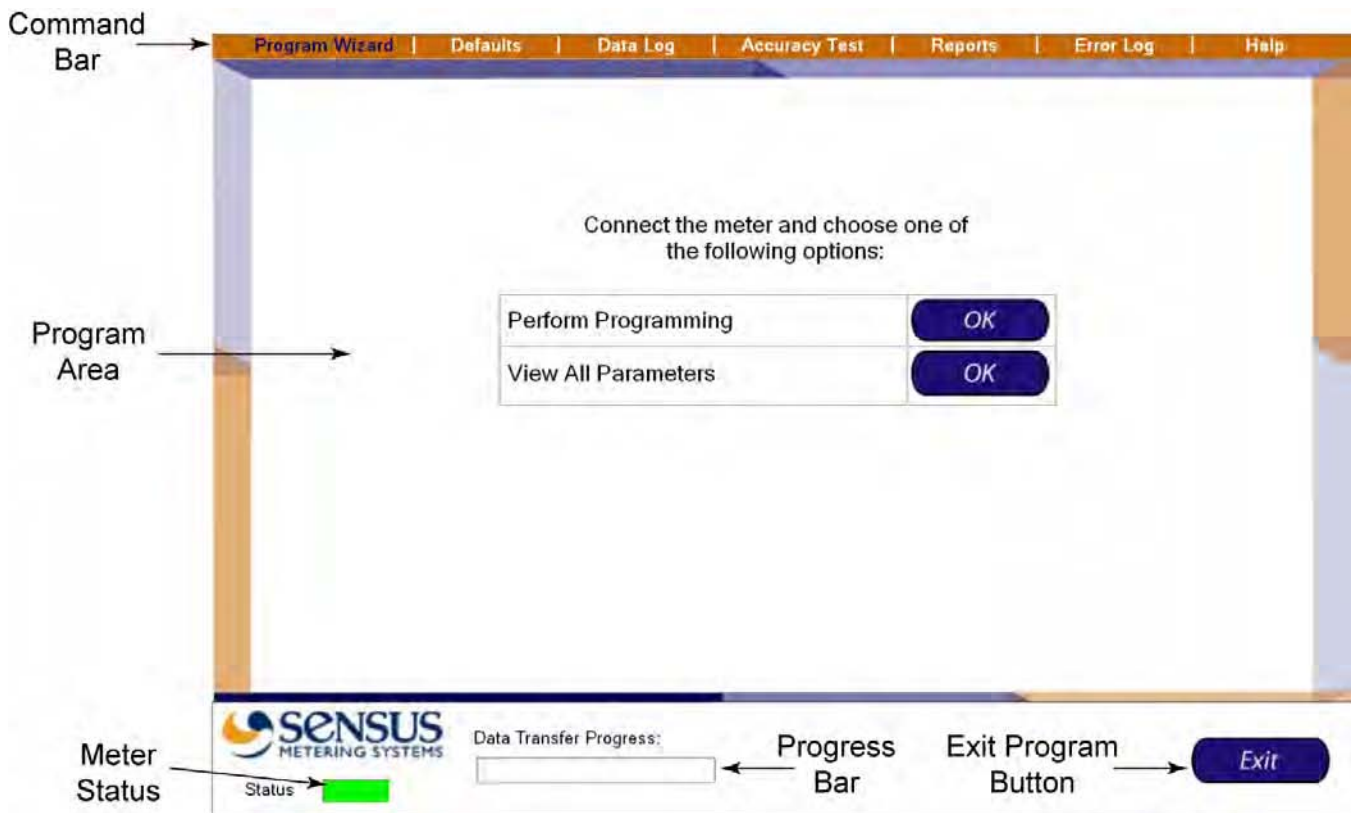 Command
Bar
Program Wizard | Defaults | Data Log | Accuracy Test | Reports | Error Log | Help
Connect the meter and choose one of
the following options:
Perform Programming OK
View All Parameters OK
Program
Area
SENSUS
METERING SYSTEMS
Data Transfer Progress:
Progress
Bar
Exit Program
Button
Exit
Meter
Status
Status